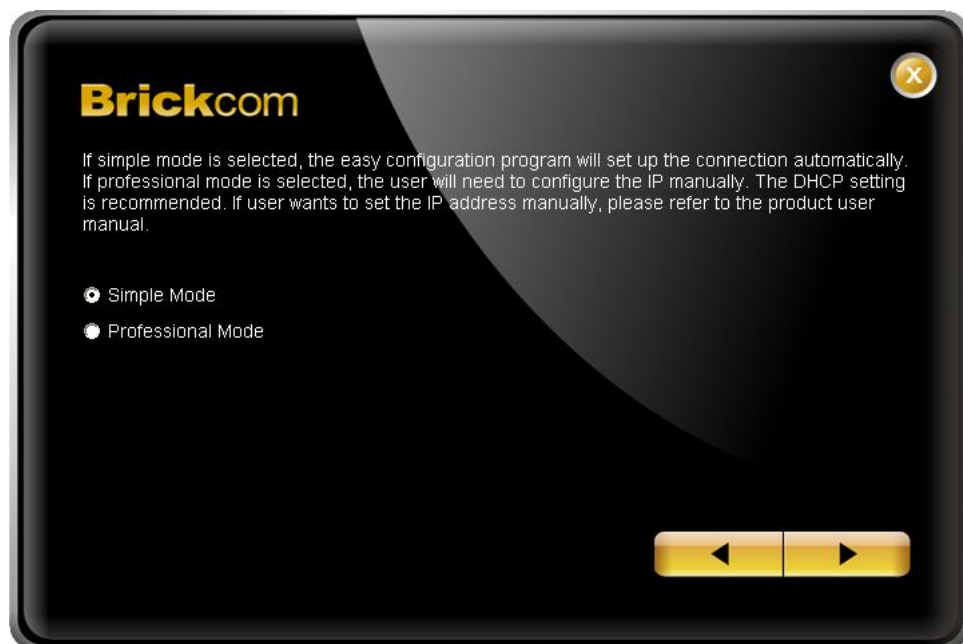 Brickcom
X
If simple mode is selected, the easy configuration program will set up the connection automatically.
If professional mode is selected, the user will need to configure the IP manually. The DHCP setting
is recommended. If user wants to set the IP address manually, please refer to the product user
manual.
Simple Mode
Professional Mode